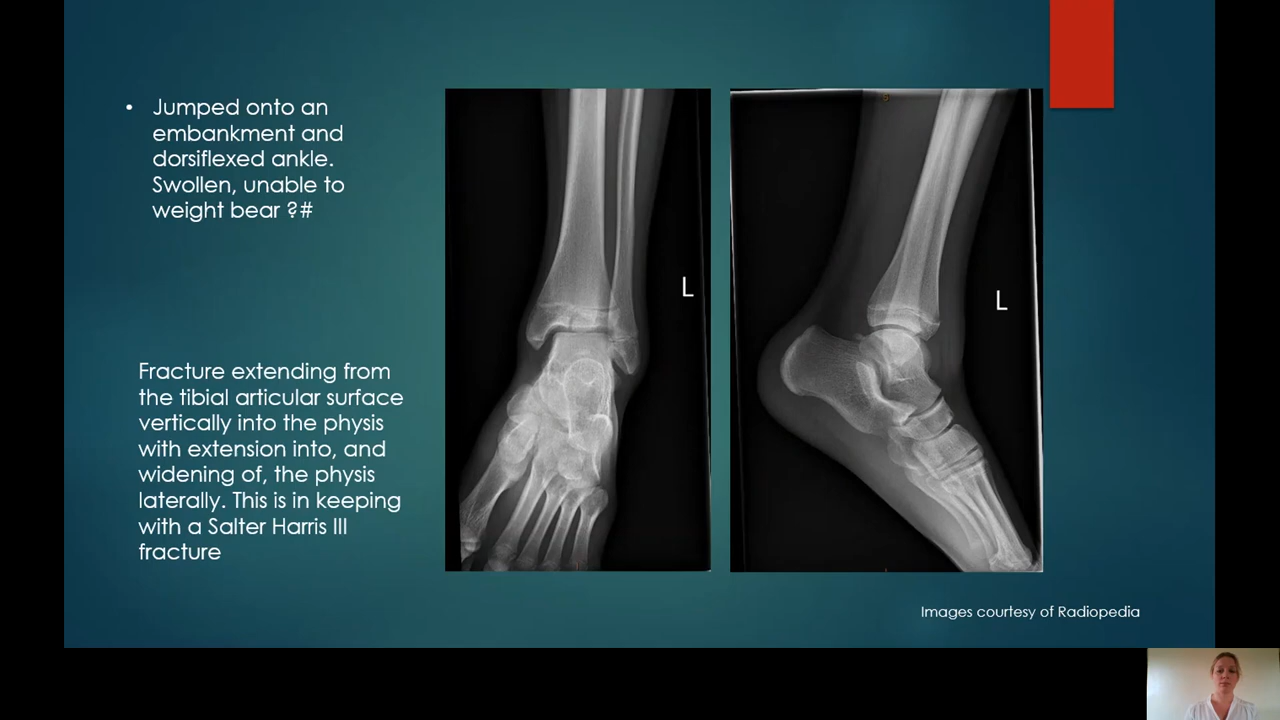 • Jumped onto an
embankment and
dorsiflexed ankle.
Swollen, unable to
weight bear ?#
Fracture extending from
the tibial articular surface
vertically into the physis
with extension into, and
widening of, the physis
laterally. This is in keeping
with a Salter Harris III
fracture
L
S
L
Images courtesy of Radiopedia